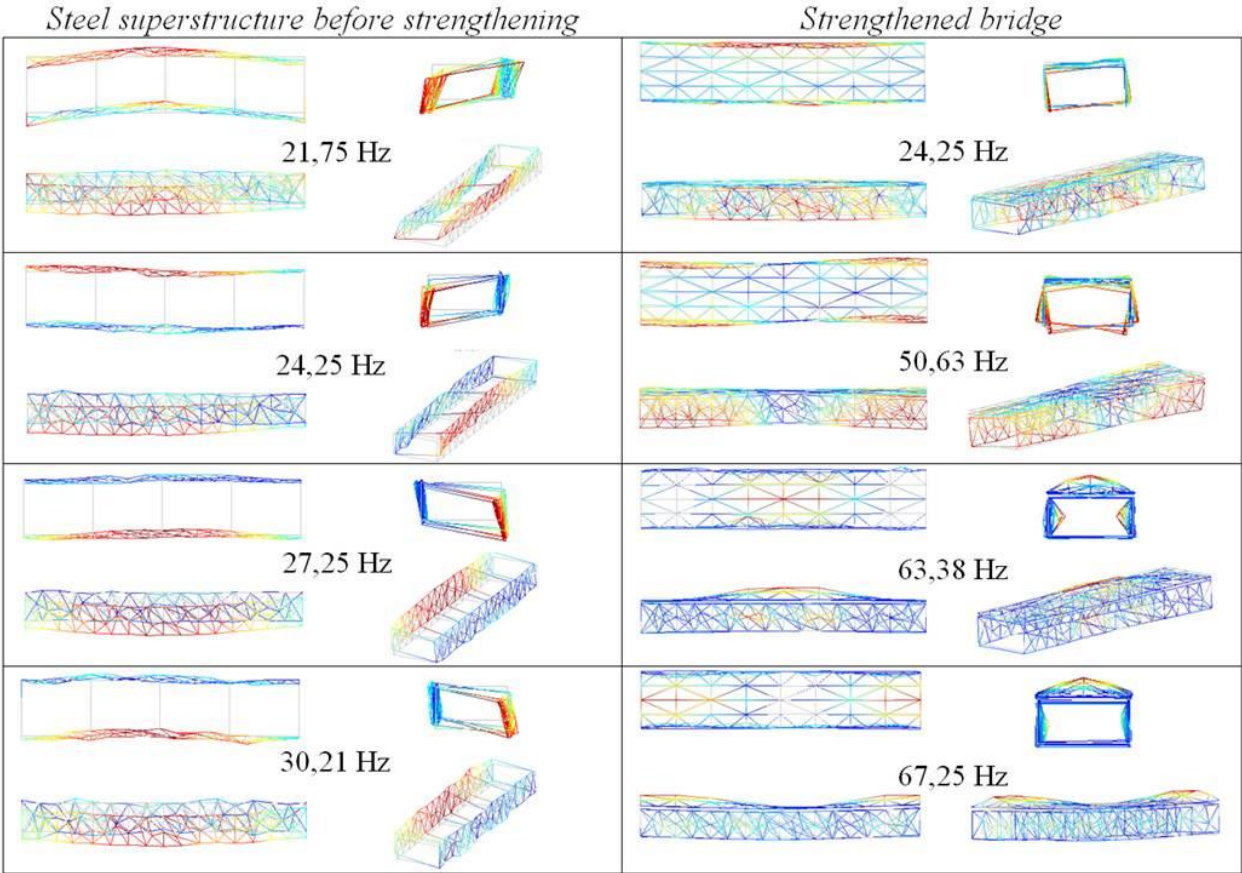 Steel superstructure before strengthening
Strengthened bridge
21,75 Hz
24,25 Hz
24,25 Hz
50,63 Hz
27,25 Hz
63,38 Hz
30,21 Hz
67,25 Hz